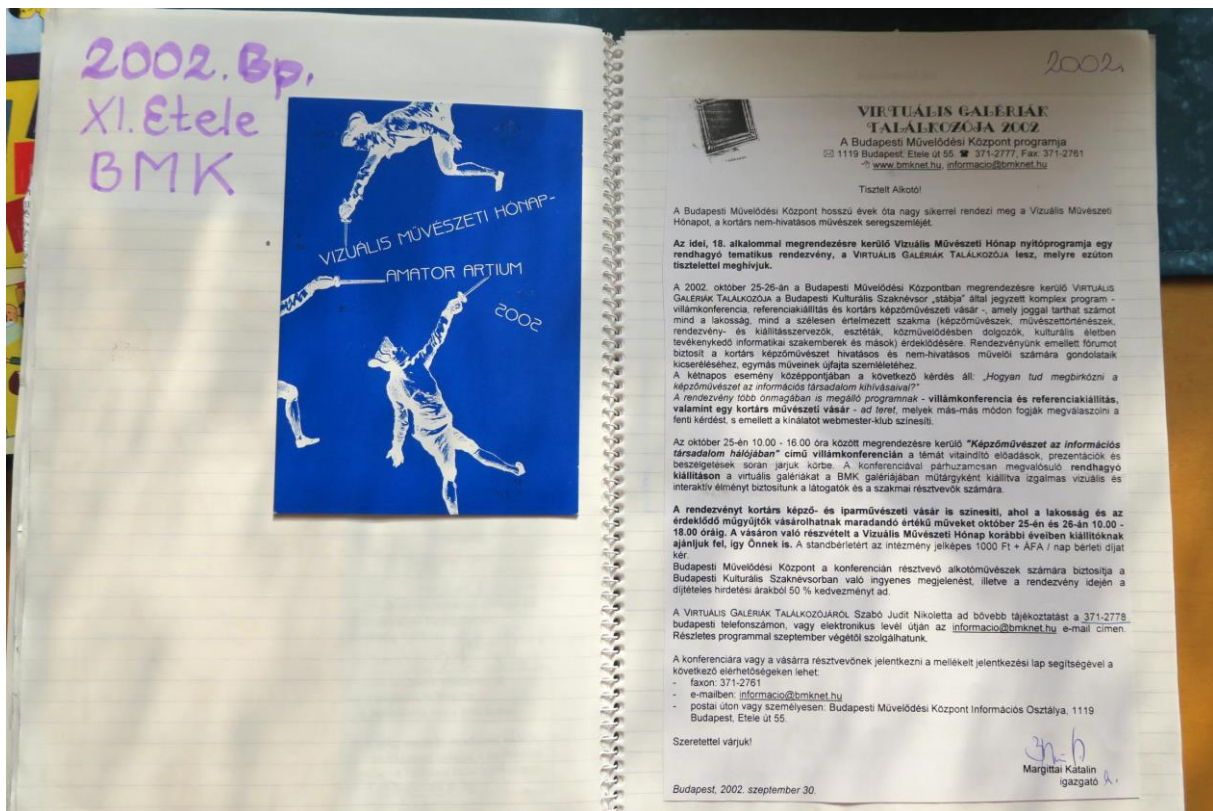 2002. Bp.
XI. Etele
BMK
VIZUÁLIS MŰVÉSZETI HÓNAP-
AMATOR ARTIUM
2002
2002.
VIRTUÁLIS GALÉRIÁK
TALÁLKOZÓJA 2002
A Budapesti Művelődési Központ programja
1119 Budapest, Etele út 55. ☎ 371-2777, Fax: 371-2761
www.bmknet.hu, informacio@bmknet.hu
Tisztelt Alkotó!
A Budapesti Művelődési Központ hosszú évek óta nagy sikerrel rendezi meg a Vizuális Művészeti
Hónapot, a kortárs nem-hivatásos művészek seregszemléjét.
Az idei, 18. alkalommal megrendezésre kerülő Vizuális Művészeti Hónap nyitóprogramja egy
rendhagyó tematikus rendezvény, a VIRTUÁLIS GALÉRIÁK TALÁLKOZÓJA lesz, melyre ezúton
tisztelettel meghívjuk.
A 2002. október 25-26-án a Budapesti Művelődési Központban megrendezésre kerülő VIRTUÁLIS
GALÉRIÁK TALÁLKOZÓJA a Budapesti Kulturális Szaknévsor „stábja" által jegyzett komplex program -
villámkonferencia, referenciakiállítás és kortárs képzőművészeti vásár -, amely joggal tarthat számot
mind a lakosság, mind a szélesen értelmezett szakma (képzőművészek, művészettörténészek,
rendezvény- és kiállításszervezők, esztéták, közművelődésben dolgozók, kulturális életben
tevékenykedő informatikai szakemberek és mások) érdeklődésére. Rendezvényünk emellett fórumot
biztosít a kortárs képzőművészet hivatásos és nem-hivatásos művelői számára gondolataik
kicseréléséhez, egymás műveinek újfajta szemléletéhez.
A kétnapos esemény középpontjában a következő kérdés áll: „Hogyan tud megbirkózni a
képzőművészet az információs társadalom kihívásaival?"
A rendezvény több önmagában is megálló programnak - villámkonferencia és referenciakiállítás,
valamint egy kortárs művészeti vásár - ad teret, melyek más-más módon fogják megválaszolni a
fenti kérdést, s emellett a kínálatot webmester-klub színesíti.
Az október 25-én 10.00 - 16.00 óra között megrendezésre kerülő "Képzőművészet az információs
társadalom hálójában" című villámkonferencián a témát vitaindító előadások, prezentációk és
beszélgetések során járjuk körbe. A konferenciával párhuzamosan megvalósuló rendhagyó
kiállításon a virtuális galériákat a BMK galériájában műtárgyként kiállítva izgalmas vizuális és
interaktív élményt biztosítunk a látogatók és a szakmai résztvevők számára.
A rendezvényt kortárs képző- és iparművészeti vásár is színesíti, ahol a lakosság és az
érdeklődő műgyűjtők vásárolhatnak maradandó értékű műveket október 25-én és 26-án 10.00 -
18.00 óráig. A vásáron való részvételt a Vizuális Művészeti Hónap korábbi éveiben kiállítóknak
ajánljuk fel, így Önnek is. A standbérletért az intézmény jelképes 1000 Ft + ÁFA / nap bérleti díjat
kér.
Budapesti Művelődési Központ a konferencián résztvevő alkotóművészek számára biztosítja a
Budapesti Kulturális Szaknévsorban való ingyenes megjelenést, illetve a rendezvény idején a
díjtételes hirdetési árakból 50 % kedvezményt ad.
A VIRTUÁLIS GALÉRIÁK TALÁLKOZÓJÁRÓL Szabó Judit Nikoletta ad bővebb tájékoztatást a 371-2778
budapesti telefonszámon, vagy elektronikus levél útján az informacio@bmknet.hu e-mail címen.
Részletes programmal szeptember végétől szolgálhatunk.
A konferenciára vagy a vásárra résztvevőnek jelentkezni a mellékelt jelentkezési lap segítségével a
következő elérhetőségeken lehet:
- faxon: 371-2761
- e-mailben: informacio@bmknet.hu
- postai úton vagy személyesen: Budapesti Művelődési Központ Információs Osztálya, 1119
Budapest, Etele út 55.
Szeretettel várjuk!
Margittai Katalin
igazgató
Budapest, 2002. szeptember 30.